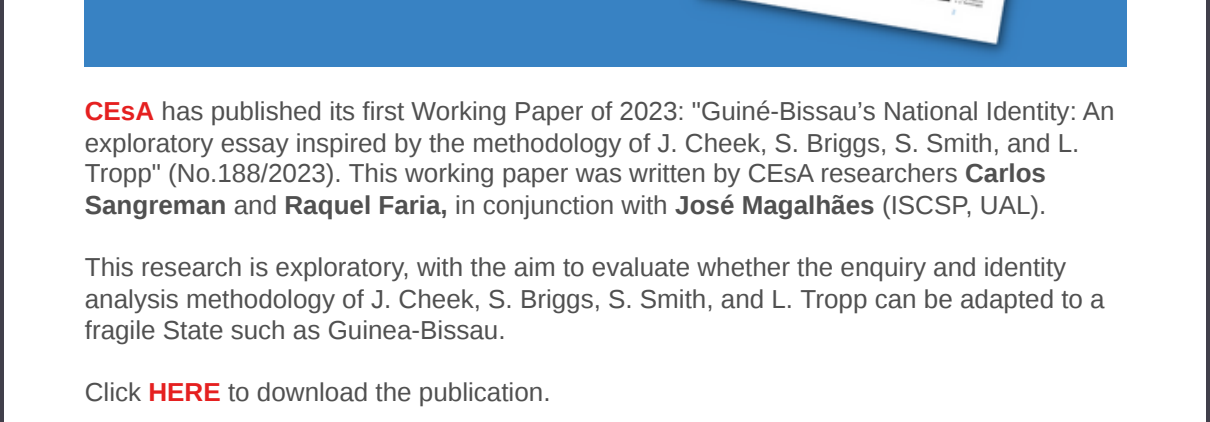 CEsA has published its first Working Paper of 2023: "Guiné-Bissau’s National Identity: An
exploratory essay inspired by the methodology of J. Cheek, S. Briggs, S. Smith, and L.
Tropp" (No.188/2023). This working paper was written by CEsA researchers Carlos
Sangreman and Raquel Faria, in conjunction with José Magalhães (ISCSP, UAL).
This research is exploratory, with the aim to evaluate whether the enquiry and identity
analysis methodology of J. Cheek, S. Briggs, S. Smith, and L. Tropp can be adapted to a
fragile State such as Guinea-Bissau.
Click HERE to download the publication.